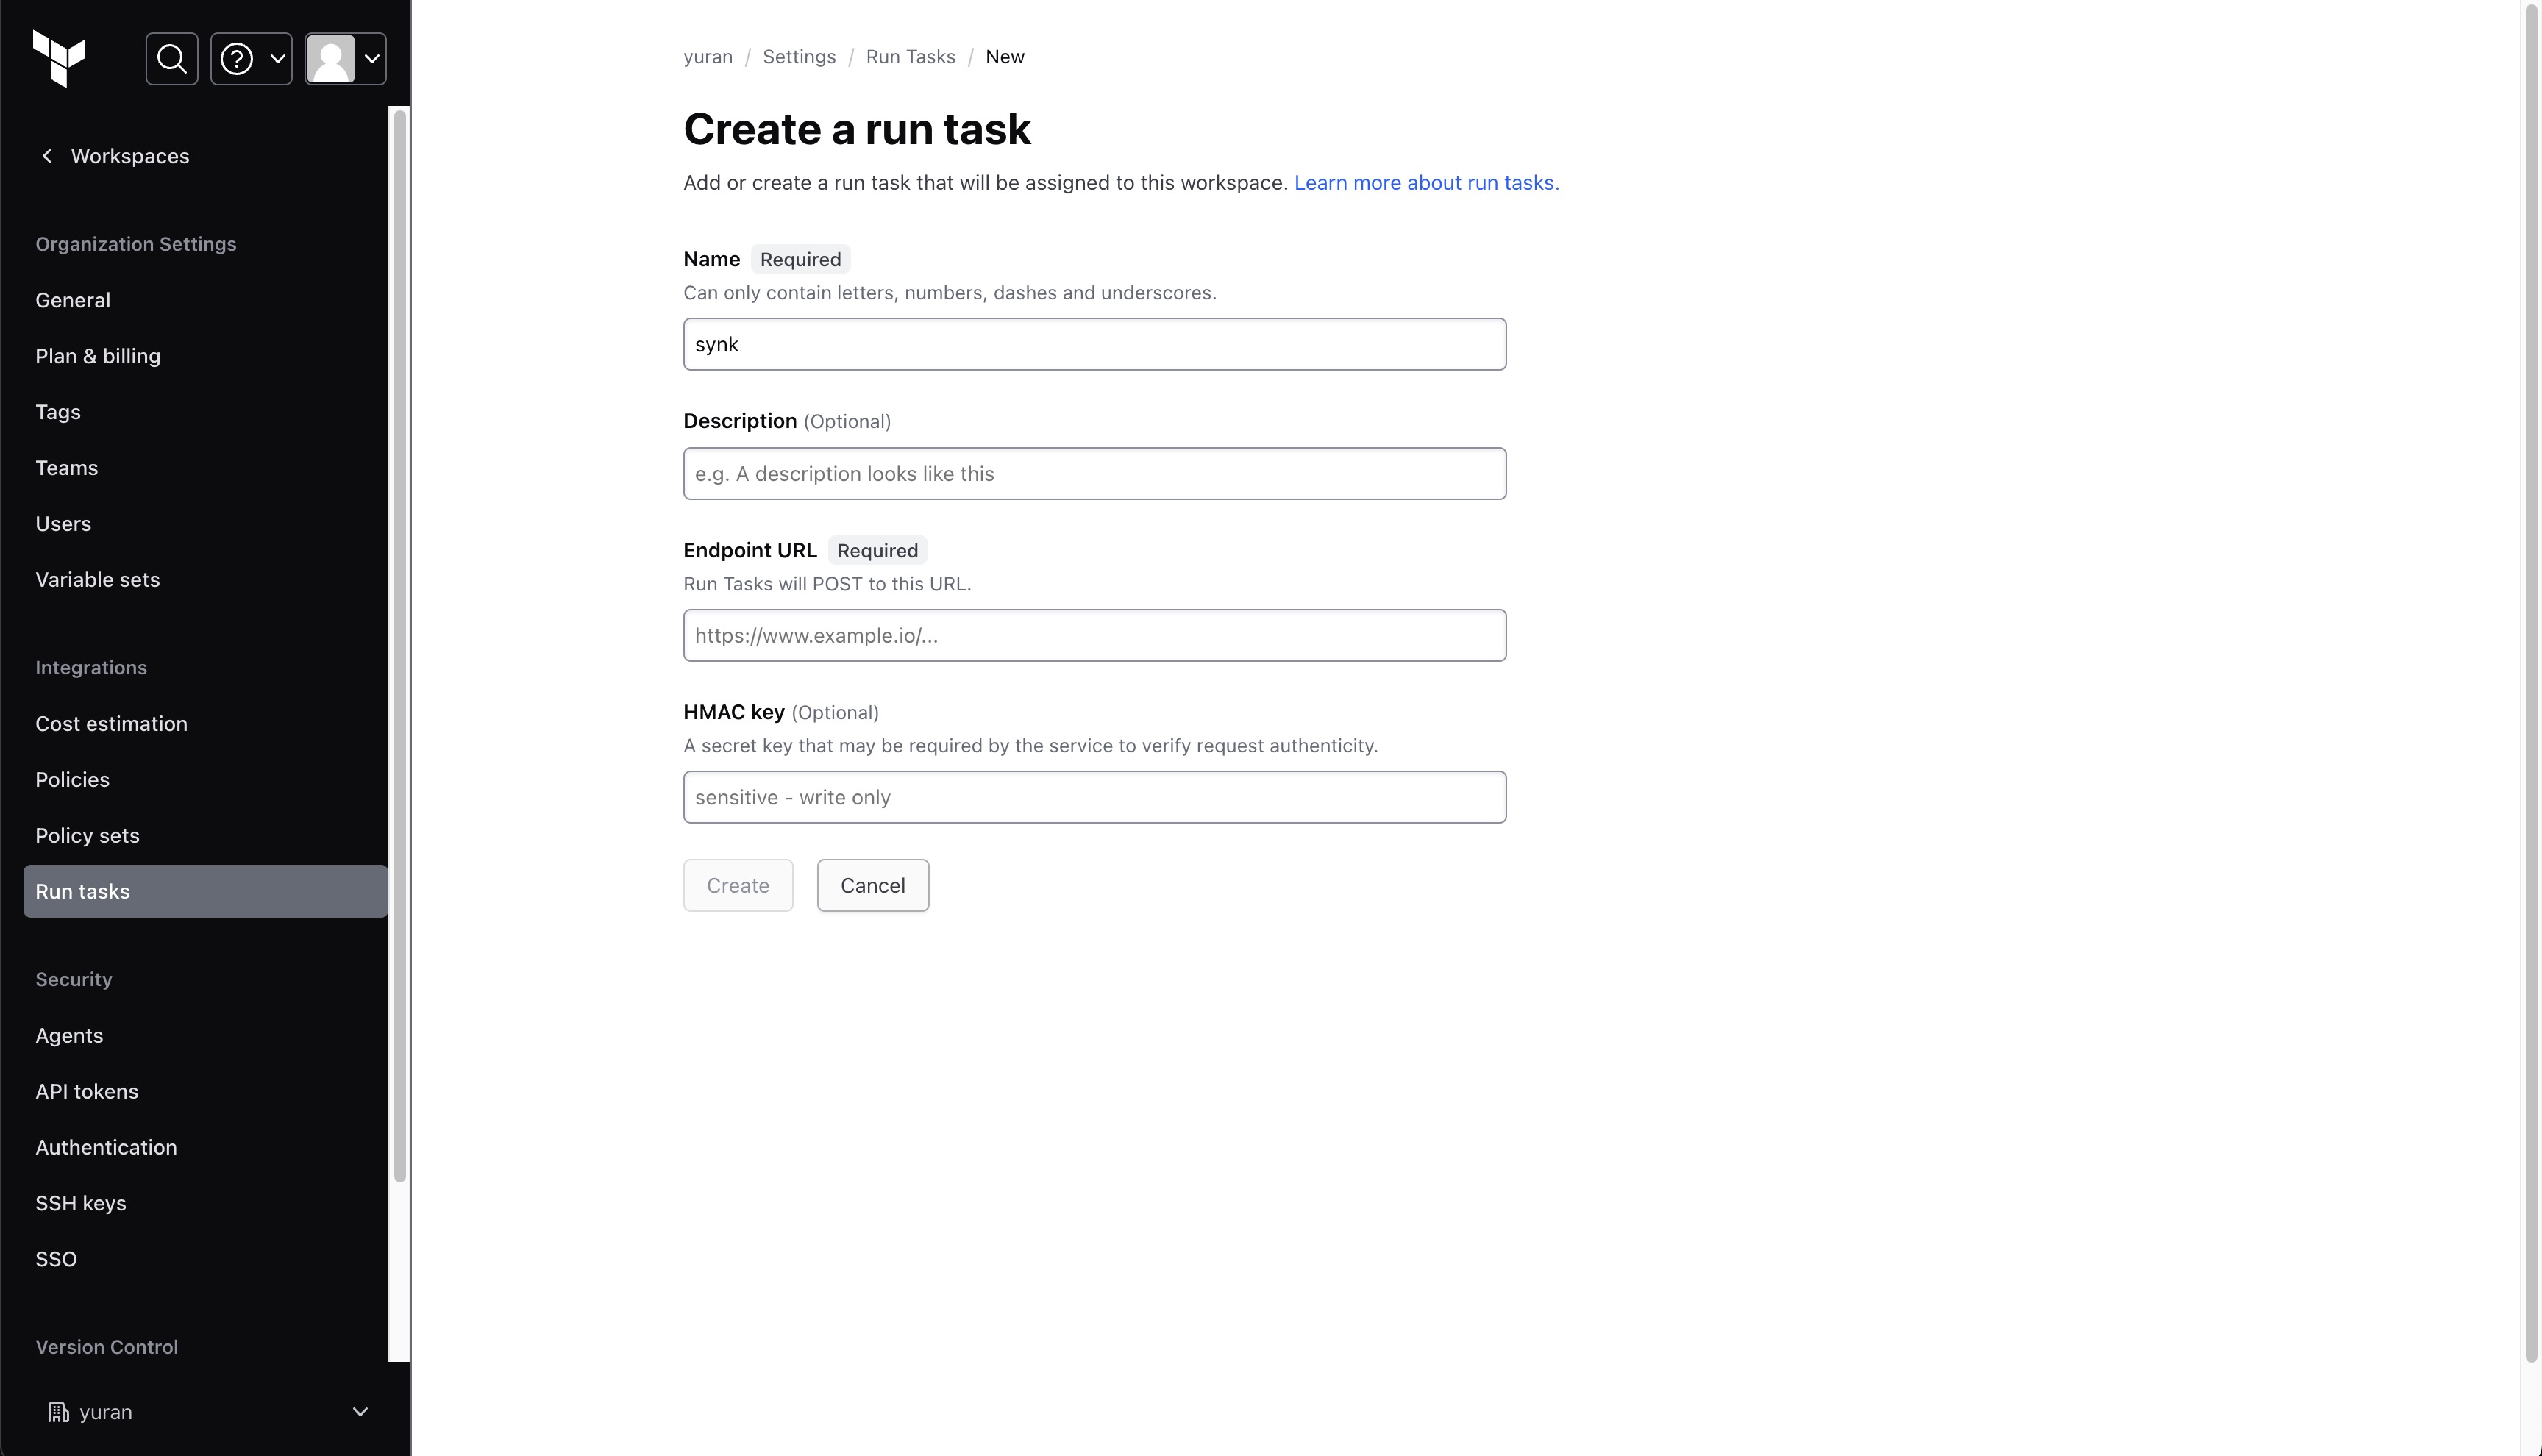 Workspaces
Organization Settings
General
Plan & billing
Tags
Teams
Users
Variable sets
Integrations
Cost estimation
Policies
Policy sets
Run tasks
Security
Agents
API tokens
Authentication
SSH keys
SSO
Version Control
yuran
yuran / Settings / Run Tasks / New
Create a run task
Add or create a run task that will be assigned to this workspace. Learn more about run tasks.
Name Required
Can only contain letters, numbers, dashes and underscores.
synk
Description (Optional)
e.g. A description looks like this
Endpoint URL Required
Run Tasks will POST to this URL.
https://www.example.io/...
HMAC key (Optional)
A secret key that may be required by the service to verify request authenticity.
sensitive - write only
Create Cancel